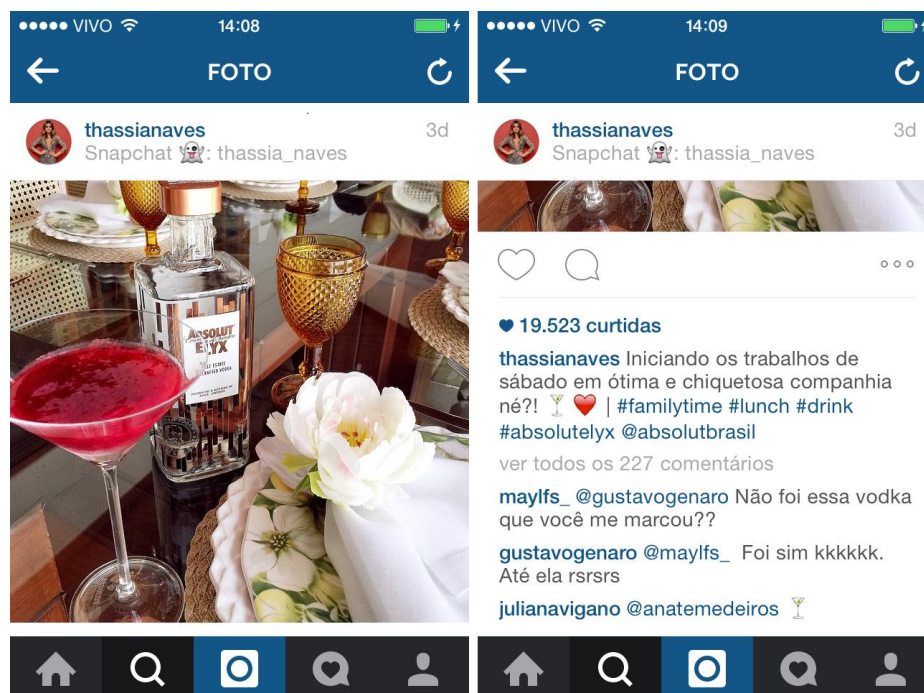 VIVO 14:08
FOTO
thassianaves 3d
Snapchat 👻: thassia_naves
ABSOLUT
ELYX
VIVO 14:09
FOTO
thassianaves 3d
Snapchat 👻: thassia_naves
19.523 curtidas
thassianaves Iniciando os trabalhos de
sábado em ótima e chiquetosa companhia
né?! 🍸 ❤️ | #familytime #lunch #drink
#absolutelyx @absolutbrasil
ver todos os 227 comentários
maylfs_ @gustavogenaro Não foi essa vodka
que você me marcou??
gustavogenaro @maylfs_ Foi sim kkkkkk.
Até ela rsrsrs
julianavigano @anatemedeiros 🍸